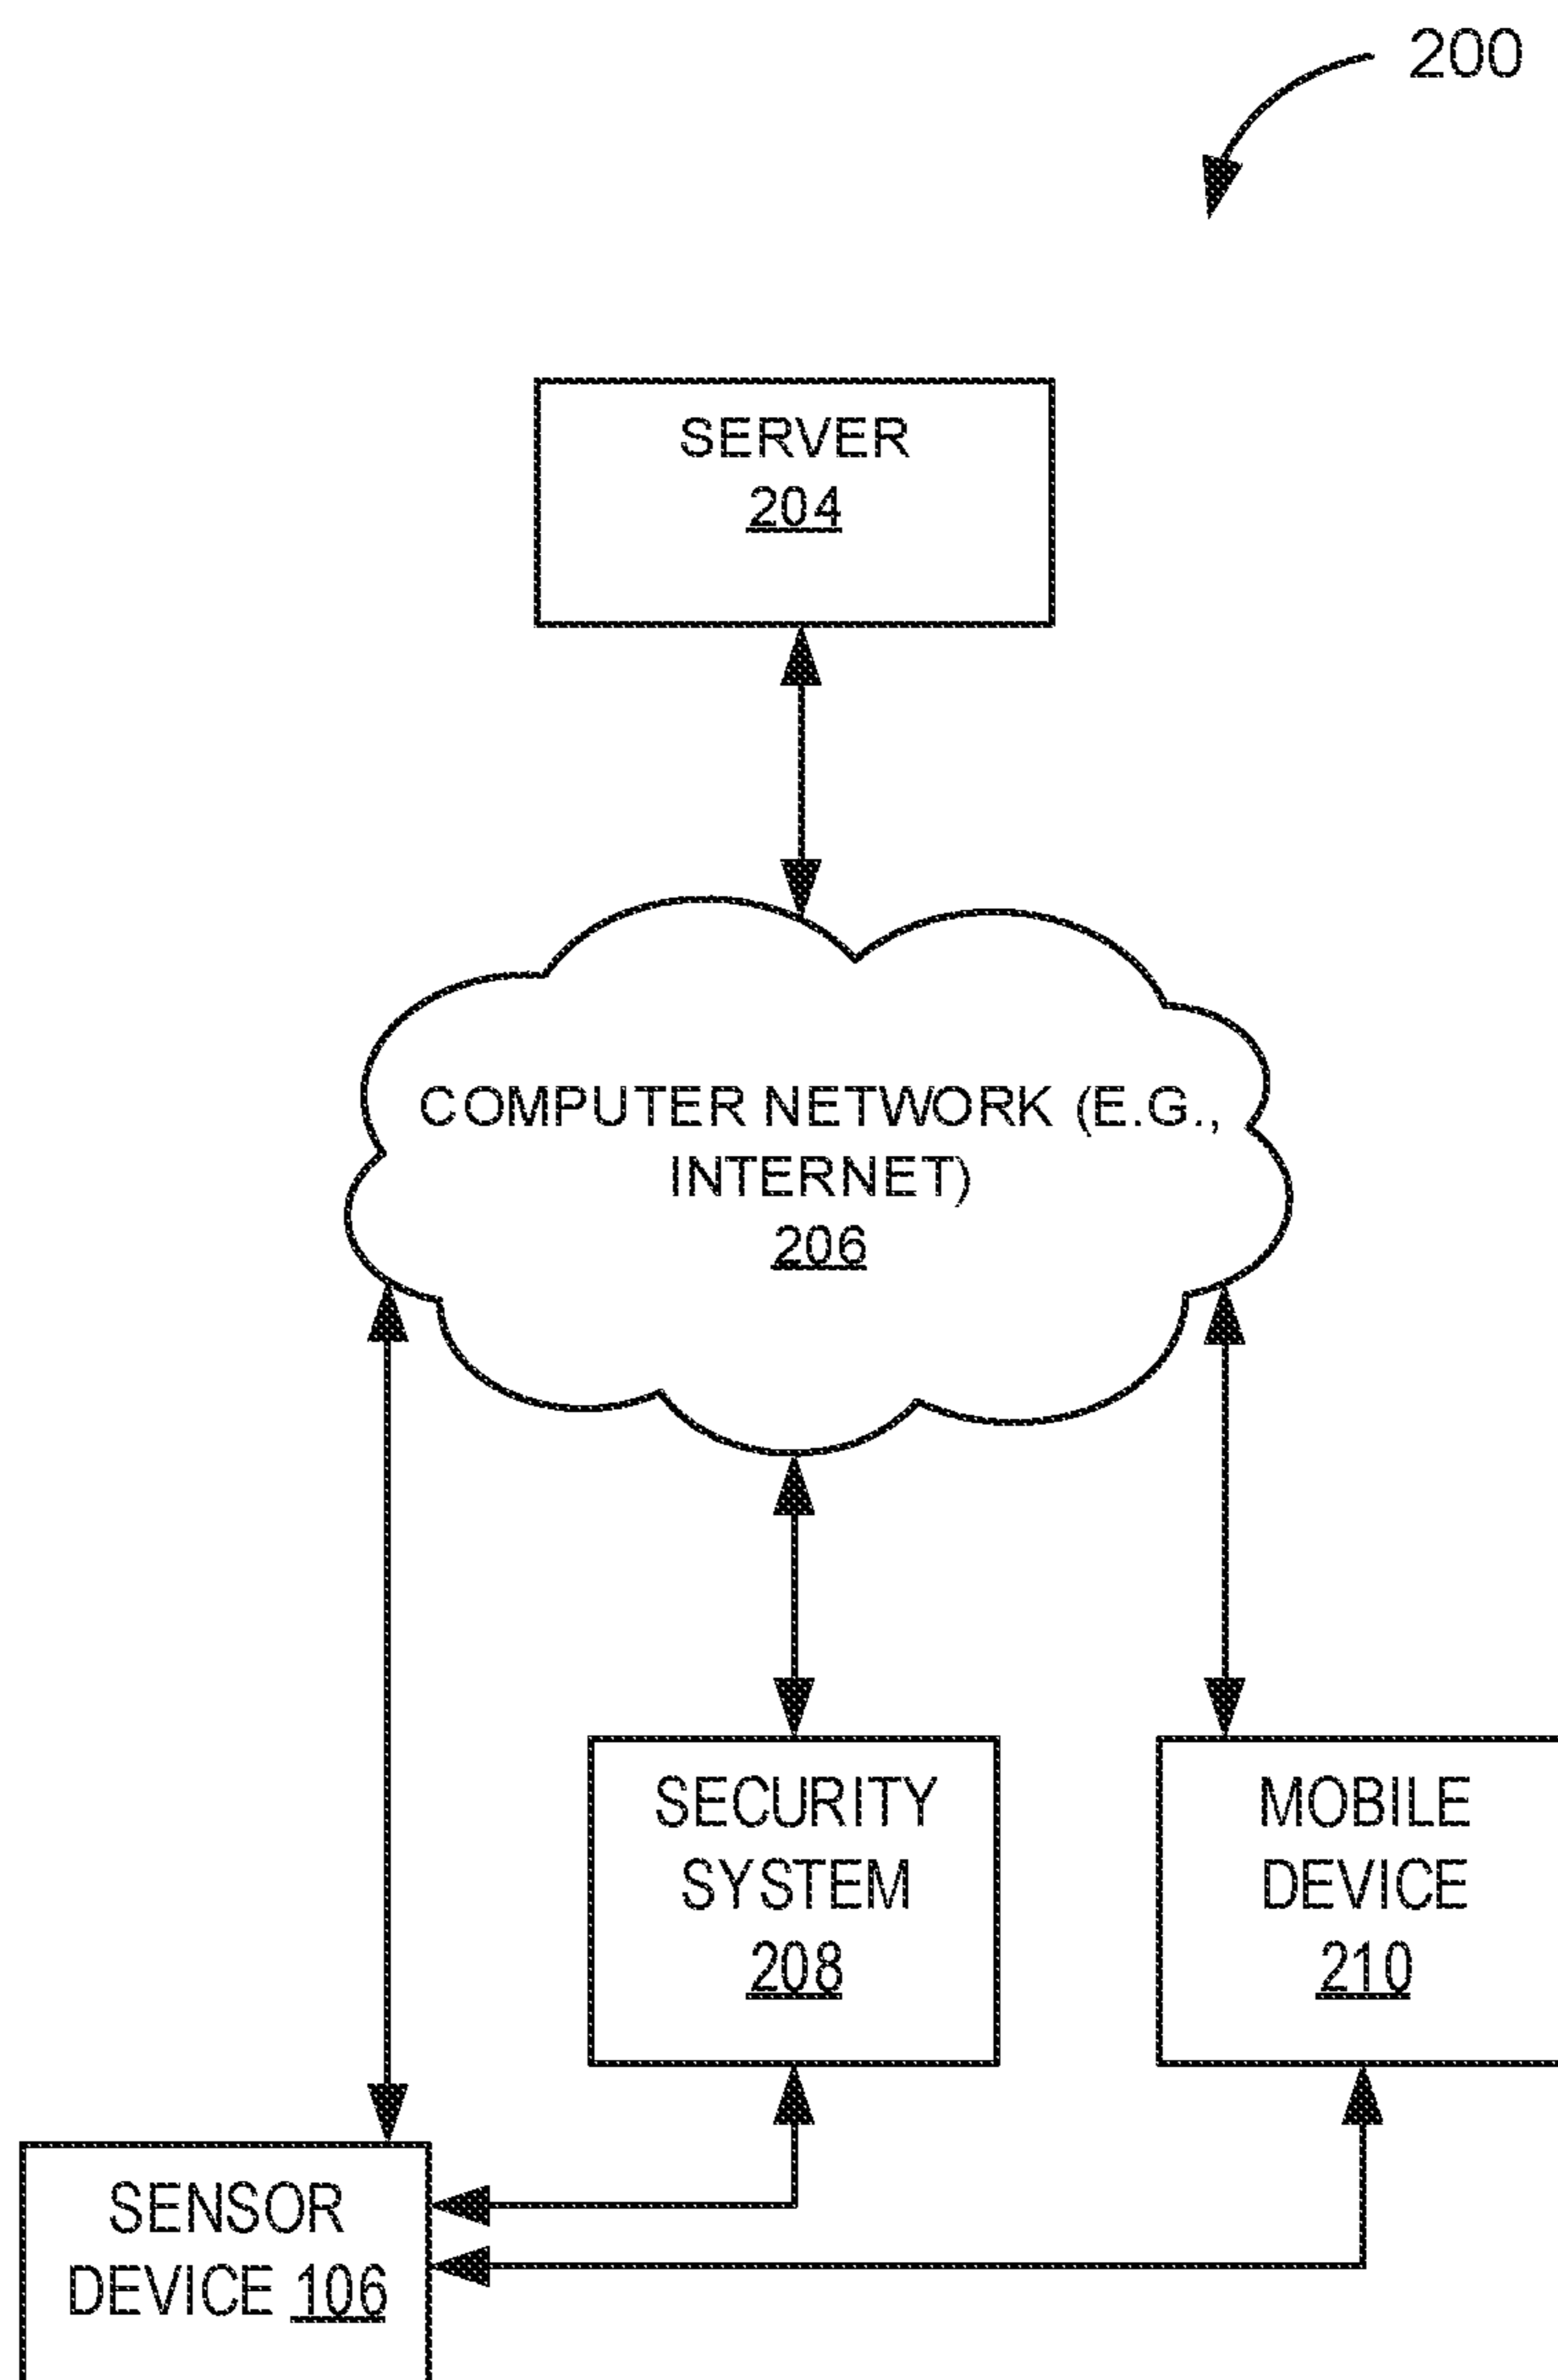 200
SERVER
204
COMPUTER NETWORK (E.G.,
INTERNET)
206
SECURITY
SYSTEM
208
MOBILE
DEVICE
210
SENSOR
DEVICE 106